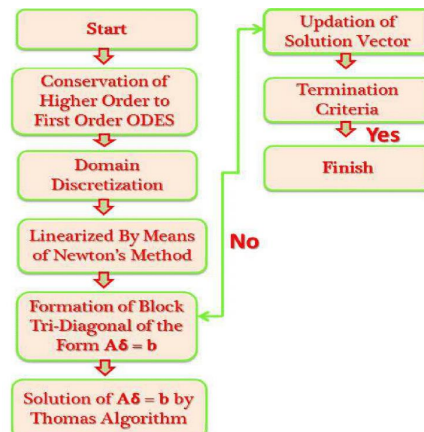 Start
Conservation of
Higher Order to
First Order ODES
Domain
Discretization
Linearized By Means
of Newton's Method
Formation of Block
Tri-Diagonal of the
Form Aδ = b
Solution of Aδ = b by
Thomas Algorithm
Updation of
Solution Vector
Termination
Criteria
Yes
Finish
No